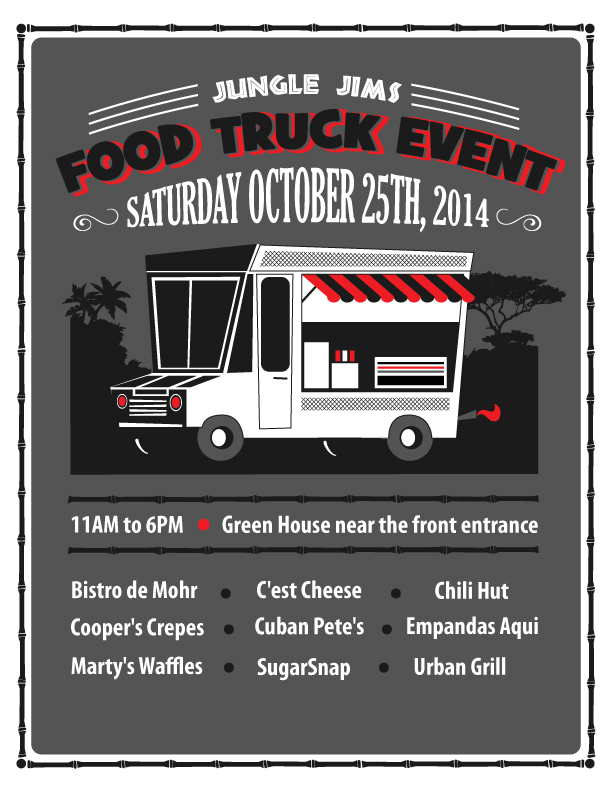 JUNGLE JIMS
FOOD TRUCK EVENT
SATURDAY OCTOBER 25TH, 2014
11AM to 6PM • Green House near the front entrance
Bistro de Mohr • C'est Cheese • Chili Hut
Cooper's Crepes • Cuban Pete's • Empandas Aqui
Marty's Waffles • SugarSnap • Urban Grill